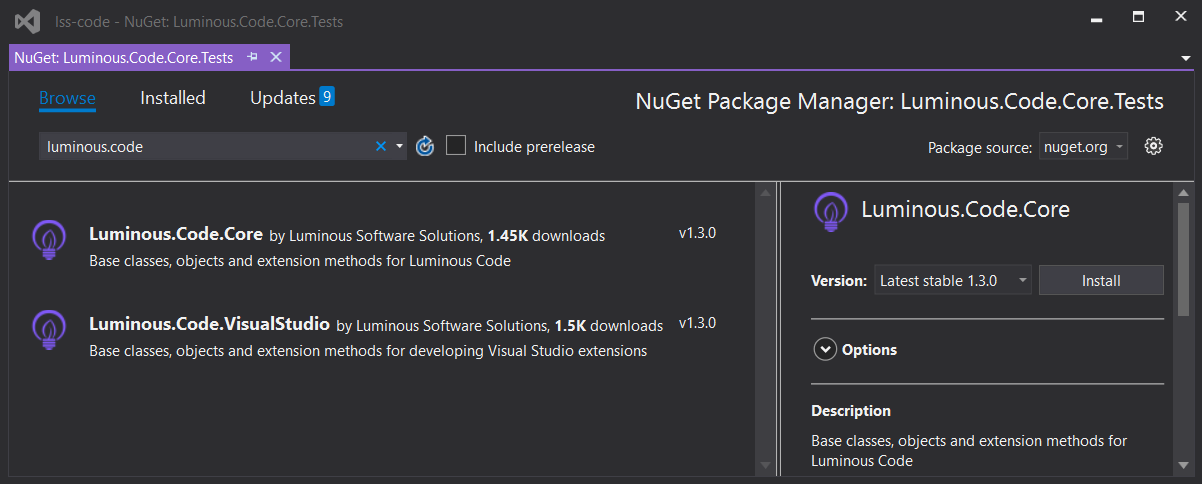 lss-code - NuGet: Luminous.Code.Core.Tests
NuGet: Luminous.Code.Core.Tests
Browse Installed Updates 9
NuGet Package Manager: Luminous.Code.Core.Tests
luminous.code
Include prerelease
Package source: nuget.org
Luminous.Code.Core by Luminous Software Solutions, 1.45K downloads v1.3.0
Base classes, objects and extension methods for Luminous Code
Luminous.Code.VisualStudio by Luminous Software Solutions, 1.5K downloads v1.3.0
Base classes, objects and extension methods for developing Visual Studio extensions
Luminous.Code.Core
Version: Latest stable 1.3.0 Install
Options
Description
Base classes, objects and extension methods for
Luminous Code